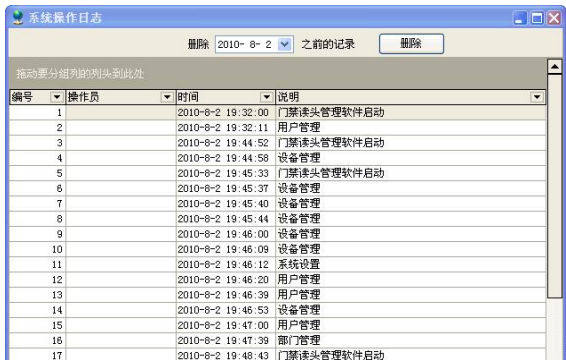 系统操作日志
删除 2010- 8- 2 之前的记录 删除
拖动要分组列的列头到此处
编号 操作员 时间 说明
1 2010-8-2 19:32:00 门禁读头管理软件启动
2 2010-8-2 19:32:11 用户管理
3 2010-8-2 19:44:52 门禁读头管理软件启动
4 2010-8-2 19:44:58 设备管理
5 2010-8-2 19:45:33 门禁读头管理软件启动
6 2010-8-2 19:45:37 设备管理
7 2010-8-2 19:45:40 设备管理
8 2010-8-2 19:45:44 设备管理
9 2010-8-2 19:46:00 设备管理
10 2010-8-2 19:46:09 设备管理
11 2010-8-2 19:46:12 系统设置
12 2010-8-2 19:46:20 用户管理
13 2010-8-2 19:46:39 用户管理
14 2010-8-2 19:46:53 设备管理
15 2010-8-2 19:47:00 用户管理
16 2010-8-2 19:47:39 部门管理
17 2010-8-2 19:48:43 门禁读头管理软件启动